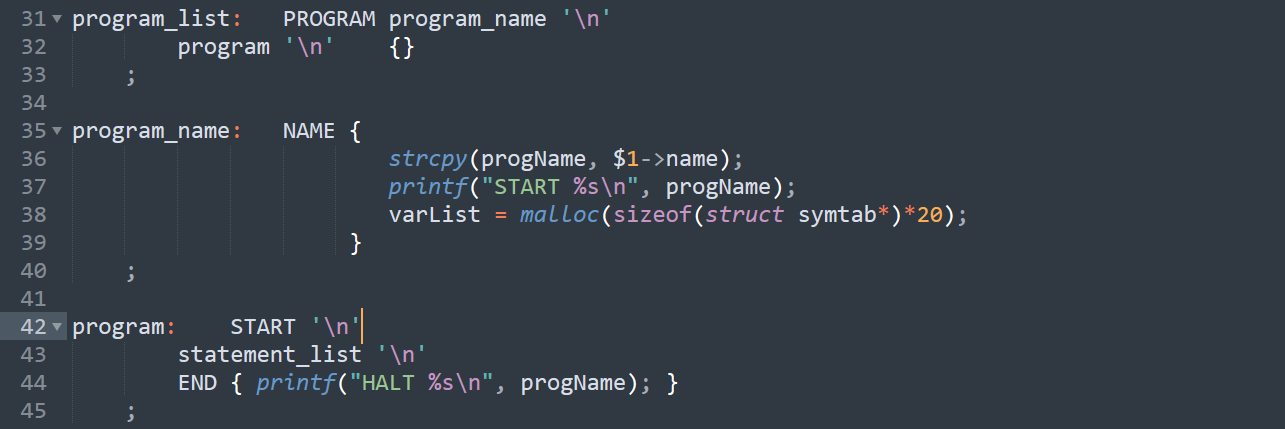 31 program_list:   PROGRAM program_name '\n'
32         program '\n'    {}
33     ;
34
35 program_name:   NAME {
36                         strcpy(progName, $1->name);
37                         printf("START %s\n", progName);
38                         varList = malloc(sizeof(struct symtab*)*20);
39                      }
40     ;
41
42 program:    START '\n'
43         statement_list '\n'
44         END { printf("HALT %s\n", progName); }
45     ;